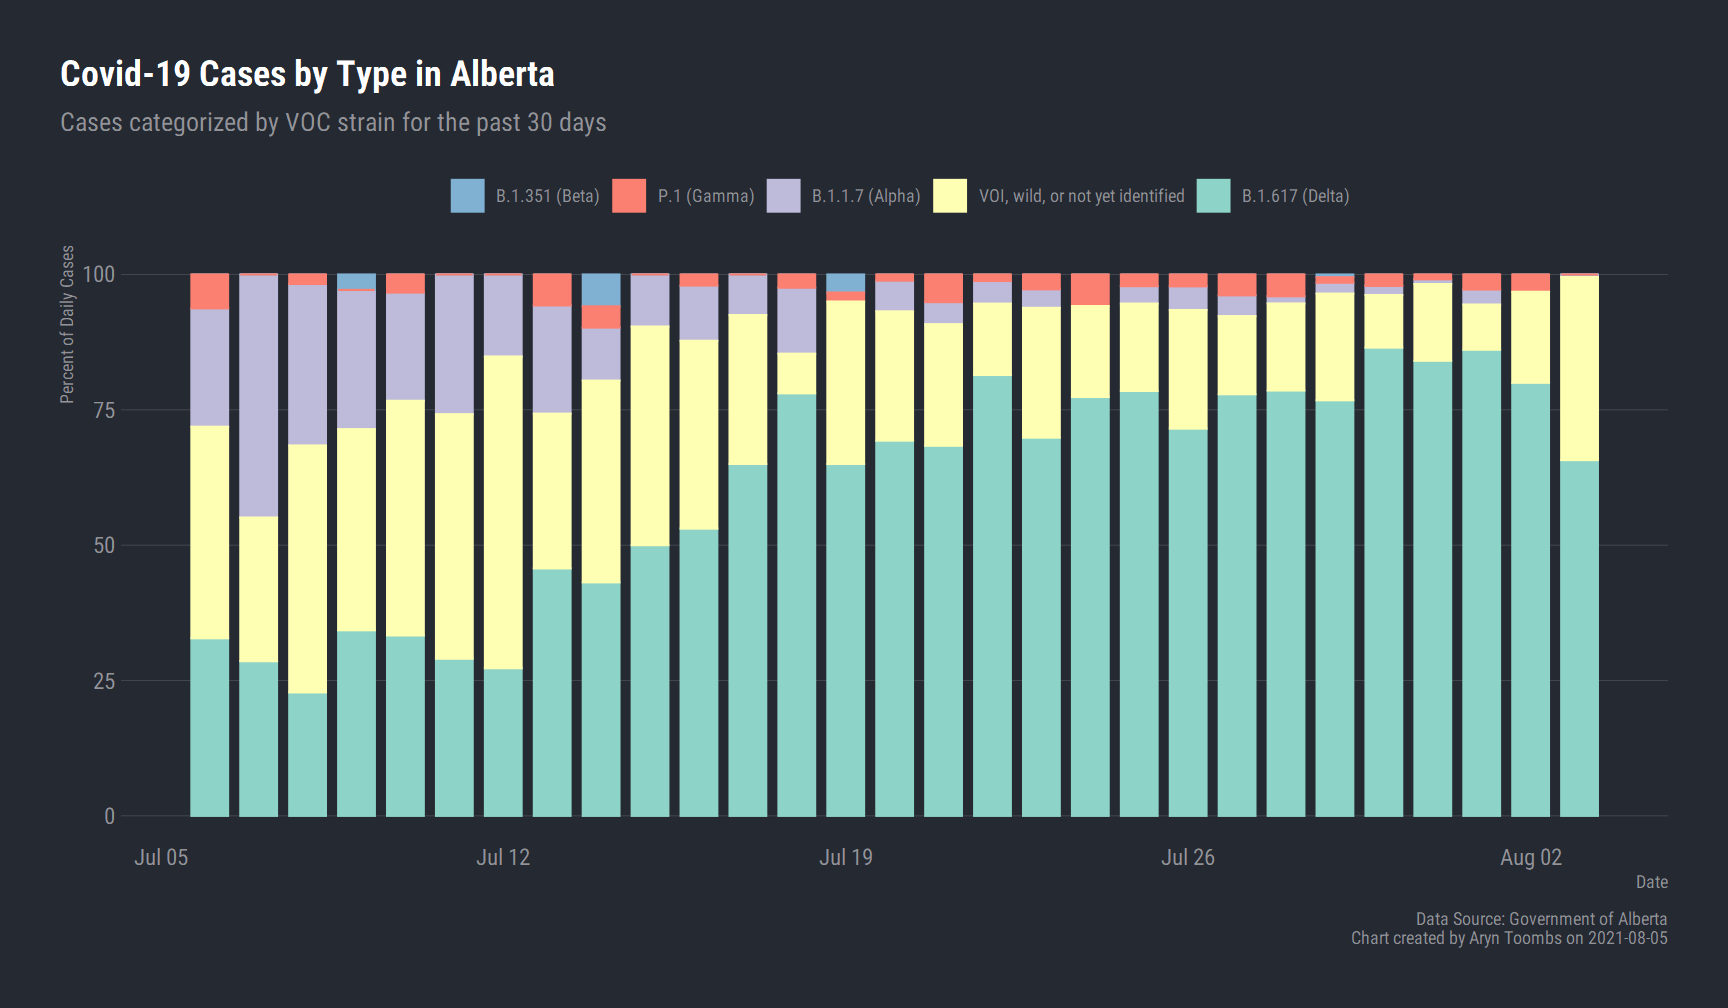 Covid-19 Cases by Type in Alberta
Cases categorized by VOC strain for the past 30 days
B.1.351 (Beta)
P.1 (Gamma)
B.1.1.7 (Alpha)
VOI, wild, or not yet identified
B.1.617 (Delta)
Percent of Daily Cases
100
75
50
25
0
Jul 05
Jul 12
Jul 19
Jul 26
Aug 02
Date
Data Source: Government of Alberta
Chart created by Aryn Toombs on 2021-08-05